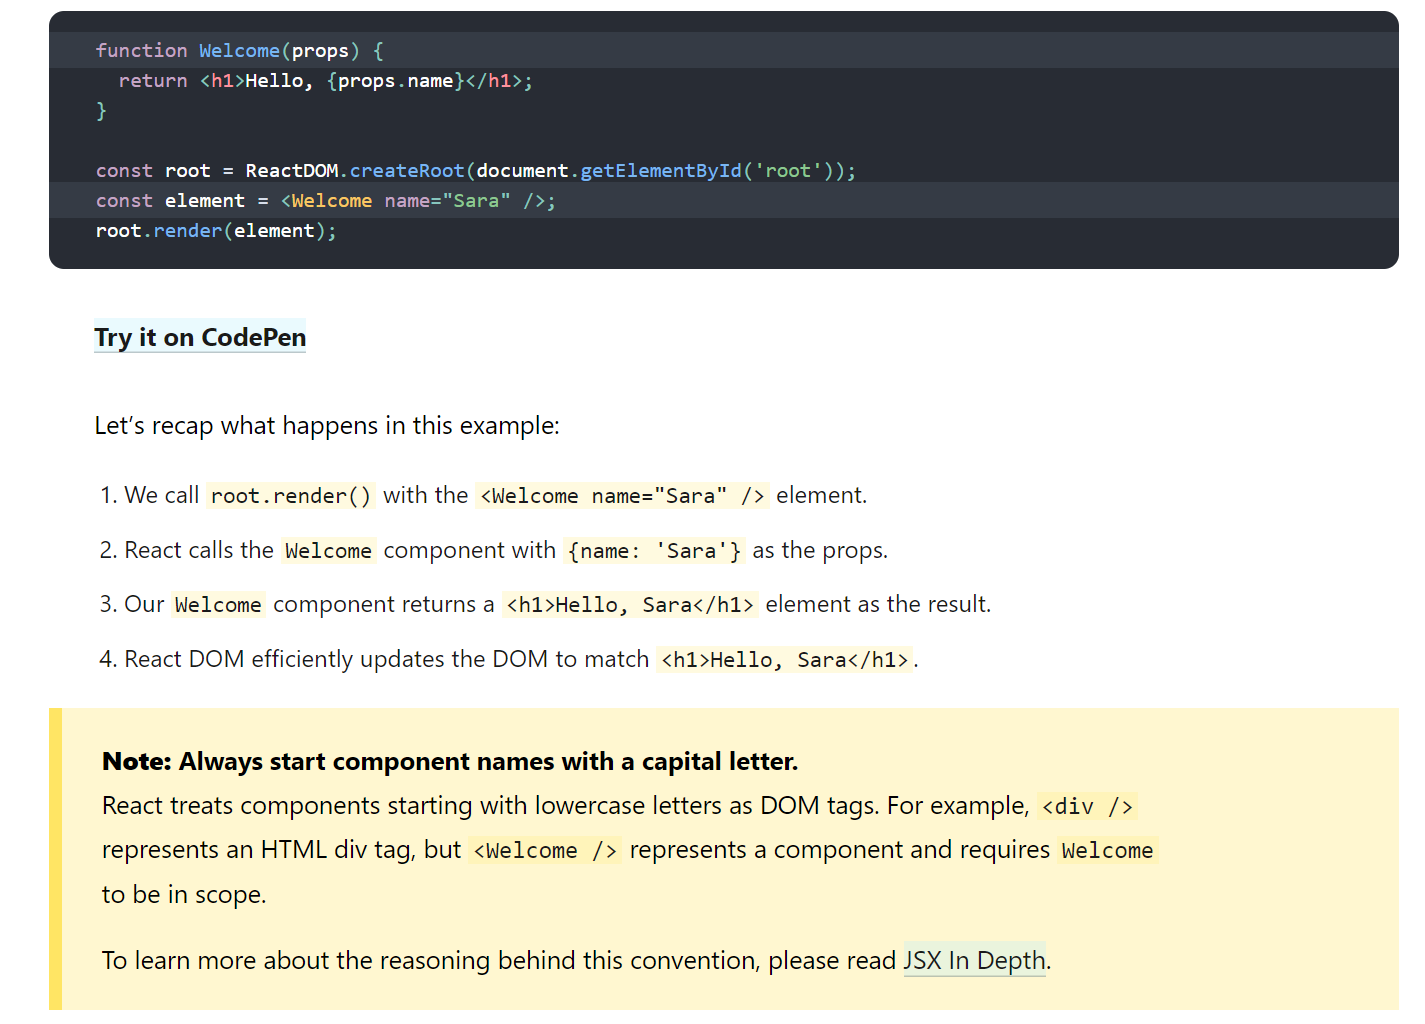 function Welcome(props) {
  return <h1>Hello, {props.name}</h1>;
}
const root = ReactDOM.createRoot(document.getElementById('root'));
const element = <Welcome name="Sara" />;
root.render(element);
Try it on CodePen
Let’s recap what happens in this example:
1. We call root.render() with the <Welcome name="Sara" /> element.
2. React calls the Welcome component with {name: 'Sara'} as the props.
3. Our Welcome component returns a <h1>Hello, Sara</h1> element as the result.
4. React DOM efficiently updates the DOM to match <h1>Hello, Sara</h1>.
Note: Always start component names with a capital letter.
React treats components starting with lowercase letters as DOM tags. For example, <div />
represents an HTML div tag, but <Welcome /> represents a component and requires Welcome
to be in scope.
To learn more about the reasoning behind this convention, please read JSX In Depth.